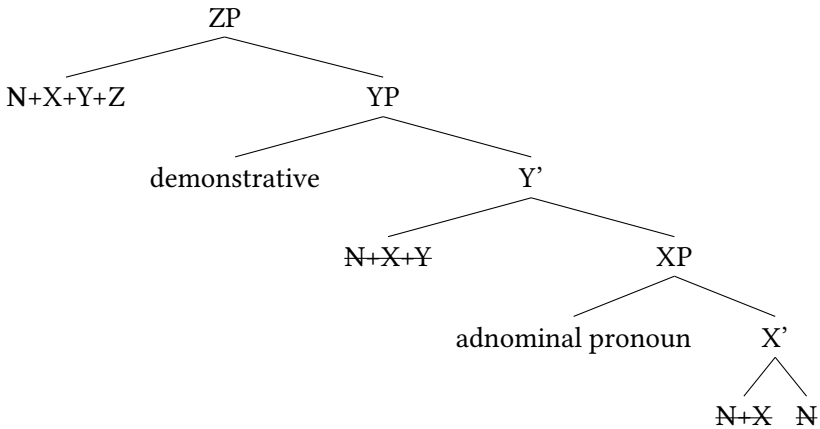 ZP
N+X+Y+Z YP
demonstrative Y’
N+X+Y XP
adnominal pronoun X’
N+X N